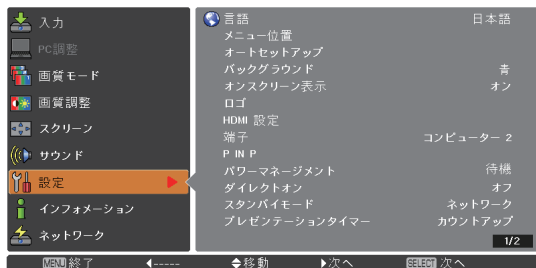 入力
PC調整
画質モード
画質調整
スクリーン
サウンド
設定
インフォメーション
ネットワーク
言語 日本語
メニュー位置
オートセットアップ
バックグラウンド 青
オンスクリーン表示 オン
ロゴ
HDMI 設定
端子 コンピューター 2
P IN P
パワーマネージメント 待機
ダイレクトオン オフ
スタンバイモード ネットワーク
プレゼンテーションタイマー カウントアップ
1/2
MENU 終了 ----- 移動 次へ SELECT 次へ